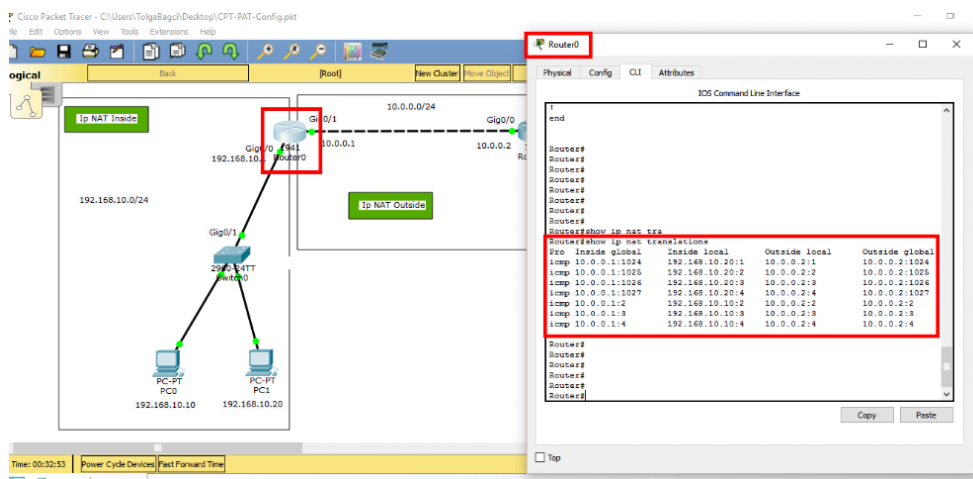 Cisco Packet Tracer - C:\Users\TolgaBagci\Desktop\CPT-PAT-Config.pkt
Edit Options View Tools Extensions Help
Back [Root] New Cluster Move Object
Ip NAT Inside
10.0.0.0/24
Gig0/1
Gig0/0
10.0.0.1
10.0.0.2
Gig0/0
192.168.10.1
Router0
192.168.10.0/24
Ip NAT Outside
Gig0/1
2960-24TT
Switch0
PC-PT
PC0
PC-PT
PC1
192.168.10.10
192.168.10.20
Time: 00:32:53 Power Cycle Devices Fast Forward Time
Router0
Physical Config CLI Attributes
IOS Command Line Interface
!
end
Router#
Router#
Router#
Router#
Router#
Router#
Router#
Router#
Router#show ip nat tra
Router#show ip nat translations
Pro Inside global Inside local Outside local Outside global
icmp 10.0.0.1:1024 192.168.10.20:1 10.0.0.2:1 10.0.0.2:1024
icmp 10.0.0.1:1025 192.168.10.20:2 10.0.0.2:2 10.0.0.2:1025
icmp 10.0.0.1:1026 192.168.10.20:3 10.0.0.2:3 10.0.0.2:1026
icmp 10.0.0.1:1027 192.168.10.20:4 10.0.0.2:4 10.0.0.2:1027
icmp 10.0.0.1:2 192.168.10.10:2 10.0.0.2:2 10.0.0.2:2
icmp 10.0.0.1:3 192.168.10.10:3 10.0.0.2:3 10.0.0.2:3
icmp 10.0.0.1:4 192.168.10.10:4 10.0.0.2:4 10.0.0.2:4
Router#
Router#
Router#
Router#
Router#
Router#
Copy Paste
Top